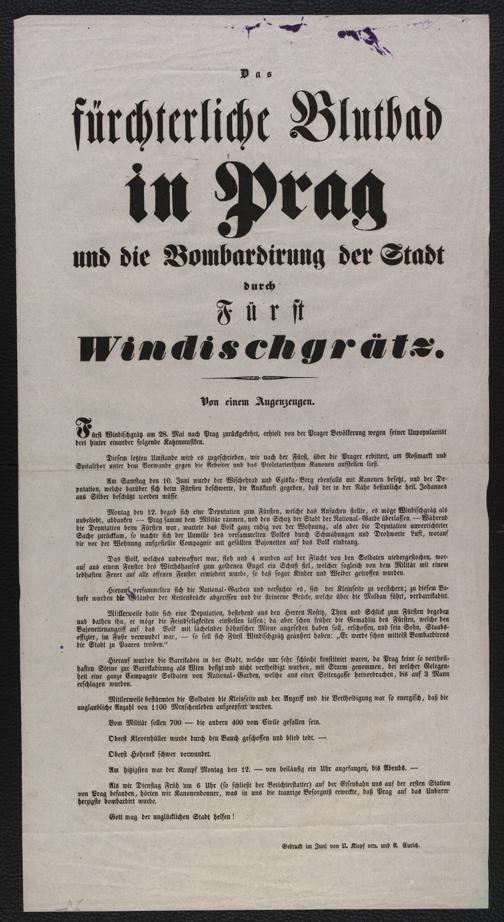 Das
fürchterliche Blutbad
in Prag
und die Bombardirung der Stadt
durch
Fürst
Windischgrätz.
Von einem Augenzeugen.
Fürst Windischgrätz am 28. Mai nach Prag zurückgekehrt, erhielt von der Prager Bevölkerung wegen seiner Unpopularität
drei hinter einander folgende Katzenmusiken.
Diesem letzten Umstande wird es zugeschrieben, wie nach der Fürst, über die Prager erbittert, am Roßmarkt und
Spitalthor unter dem Vorwande gegen die Arbeiter und das Proletarierthum Kanonen aufstellen ließ.
Am Samstag den 10. Juni wurde der Wischehrad und Cziska-Berg ebenfalls mit Kanonen besetzt, und der De-
putation, welche darüber sich beim Fürsten beschwerte, die Auskunft gegeben, daß der in der Nähe befindliche heil. Johannes
aus Silber beschützt werden müsse.
Montag den 12. begab sich eine Deputation zum Fürsten, welche das Ansuchen stellte, es möge Windischgrätz als
unbeliebt, abdanken — Prag sammt dem Militär räumen, und den Schutz der Stadt der National-Garde überlassen. — Während
die Deputation beim Fürsten war, wartete das Volk ganz ruhig vor der Wohnung, als aber die Deputation unverrichteter
Sache zurückkam, so machte sich der Unwille des versammelten Volkes durch Schmähungen und Drohworte Luft, worauf
die vor der Wohnung aufgestellte Compagnie mit gefällten Bajonetten auf das Volk eindrang.
Das Volk, welches unbewaffnet war, floh und 4 wurden auf der Flucht von den Soldaten niedergestochen, wor-
auf aus einem Fenster des Wirthshauses zum goldenen Engel ein Schuß fiel, welcher sogleich von dem Militär mit einem
lebhaften Feuer auf alle offenen Fenster erwiedert wurde, so daß sogar Kinder und Weiber getroffen wurden.
Hierauf versammelten sich die National-Garden und versuchte es, sich der Kleinseite zu versichern; zu diesem Be-
hufe wurden die Geländer der Kettenbrücke abgerissen und die steinerne Brücke, welche über die Moldau führt, verbarrikadirt.
Mittlerweile hatte sich eine Deputation, bestehend aus den Herren Nostitz, Thun und Schlick zum Fürsten begeben
und bathen ihn, er möge die Feindseligkeiten einstellen lassen; da aber schon früher die Gemahlin des Fürsten, welche den
Bajonettenangriff auf das Volk mit höhnischer Miene angesehen haben soll, erschossen, und sein Sohn, Staabs-
offizier, im Fuße verwundet war, — so soll sich Fürst Windischgrätz geäußert haben: „Er werde schon mittelst Bombardirens
die Stadt zu Paaren treiben.“
Hierauf wurden die Barrikaden in der Stadt, welche nur sehr schlecht konstituirt waren, da Prag keine so vortheil-
haften Steine zur Barrikadirung als Wien besitzt und nicht vertheidigt wurden, mit Sturm genommen, bei welcher Gelegen-
heit eine ganze Compagnie Soldaten von National-Garden, welche aus einer Seitengasse hervorbrachen, bis auf 3 Mann
erschlagen wurden.
Mittlerweile bestürmten die Soldaten die Kleinseite und der Angriff und die Vertheidigung war so energisch, daß die
unglaubliche Anzahl von 1100 Menschenleben aufgeopfert wurden.
Vom Militär sollen 700 — die andern 400 vom Civile gefallen sein.
Oberst Klevenhüller wurde durch den Bauch geschossen und blieb todt. —
Oberst Hohenek schwer verwundet.
Am hitzigsten war der Kampf Montag den 12. — von beiläufig ein Uhr angefangen, bis Abends. —
Als wir Dienstag Früh um 6 Uhr (so schließt der Berichterstatter) auf der Eisenbahn uns auf der ersten Station
von Prag befanden, hörten wir Kanonendonner, was in uns die traurige Besorgniß erweckte, daß Prag auf das Unbarm-
herzigste bombardirt wurde.
Gott mag der unglücklichen Stadt helfen!
Gedruckt im Juni von U. Klopf sen. und A. Eurich.